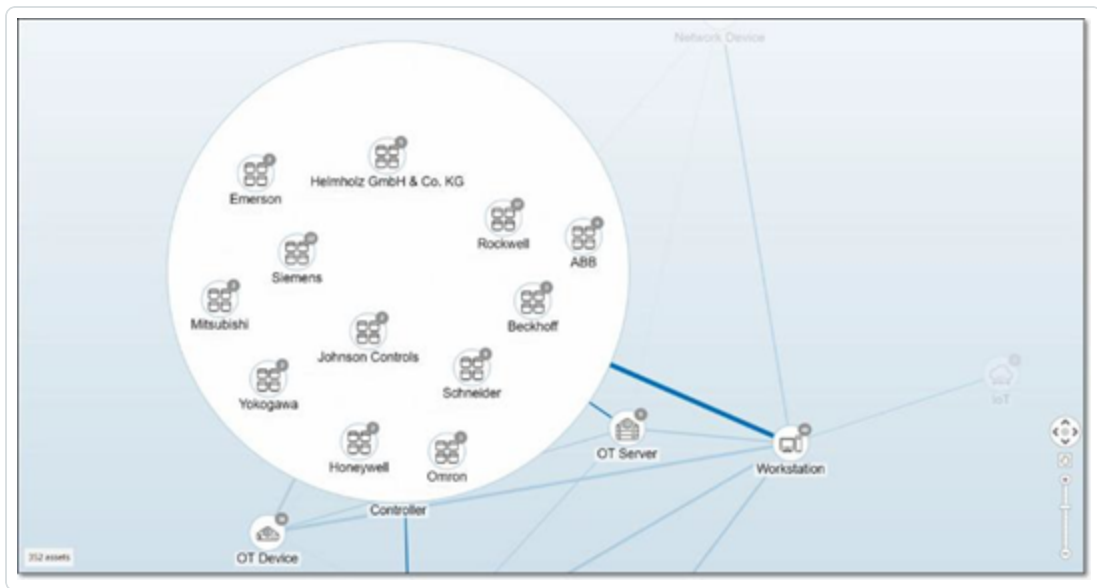 Network Device
Emerson
Helmholz GmbH & Co. KG
Rockwell
ABB
Siemens
Mitsubishi
Beckhoff
Johnson Controls
Schneider
Yokogawa
Honeywell
Omron
Controller
OT Server
Workstation
IoT
OT Device
352 assets